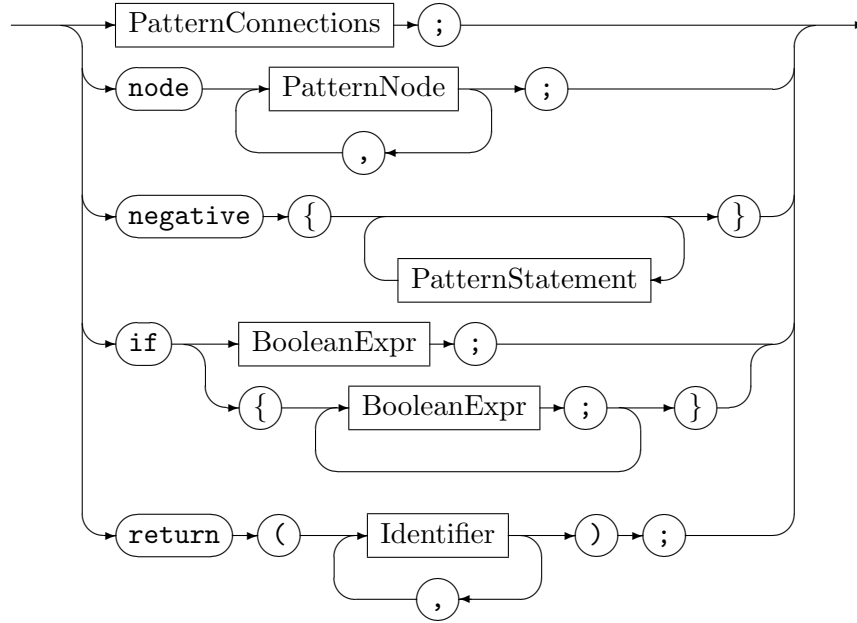 PatternConnections ;
node PatternNode ;
,
negative { }
PatternStatement
if BooleanExpr ;
{ BooleanExpr ; }
return ( Identifier ) ;
,